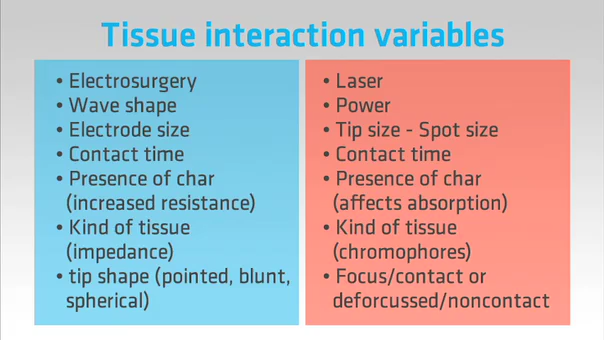 Tissue interaction variables
• Electrosurgery
• Wave shape
• Electrode size
• Contact time
• Presence of char
(increased resistance)
• Kind of tissue
(impedance)
• tip shape (pointed, blunt,
spherical)
• Laser
• Power
• Tip size - Spot size
• Contact time
• Presence of char
(affects absorption)
• Kind of tissue
(chromophores)
• Focus/contact or
deforcussed/noncontact